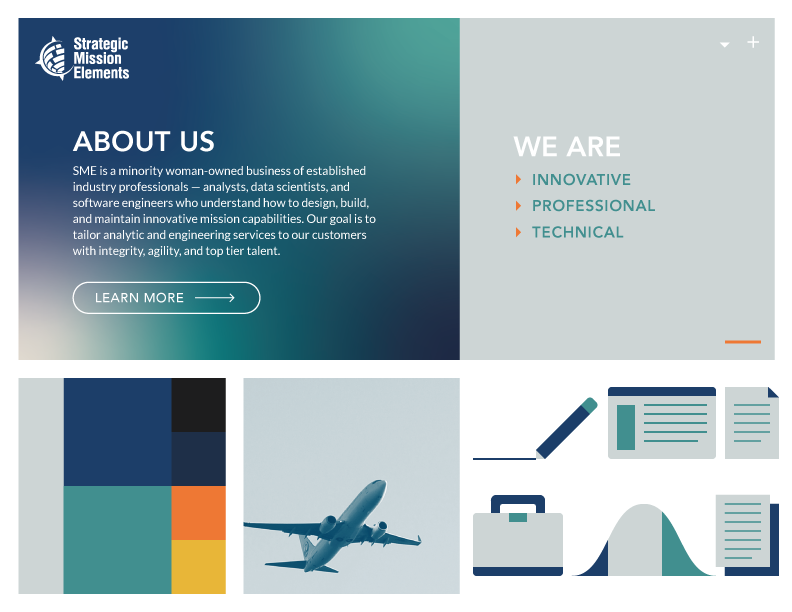 Strategic
Mission
Elements
ABOUT US
SME is a minority woman-owned business of established
industry professionals — analysts, data scientists, and
software engineers who understand how to design, build,
and maintain innovative mission capabilities. Our goal is to
tailor analytic and engineering services to our customers
with integrity, agility, and top tier talent.
LEARN MORE
WE ARE
INNOVATIVE
PROFESSIONAL
TECHNICAL